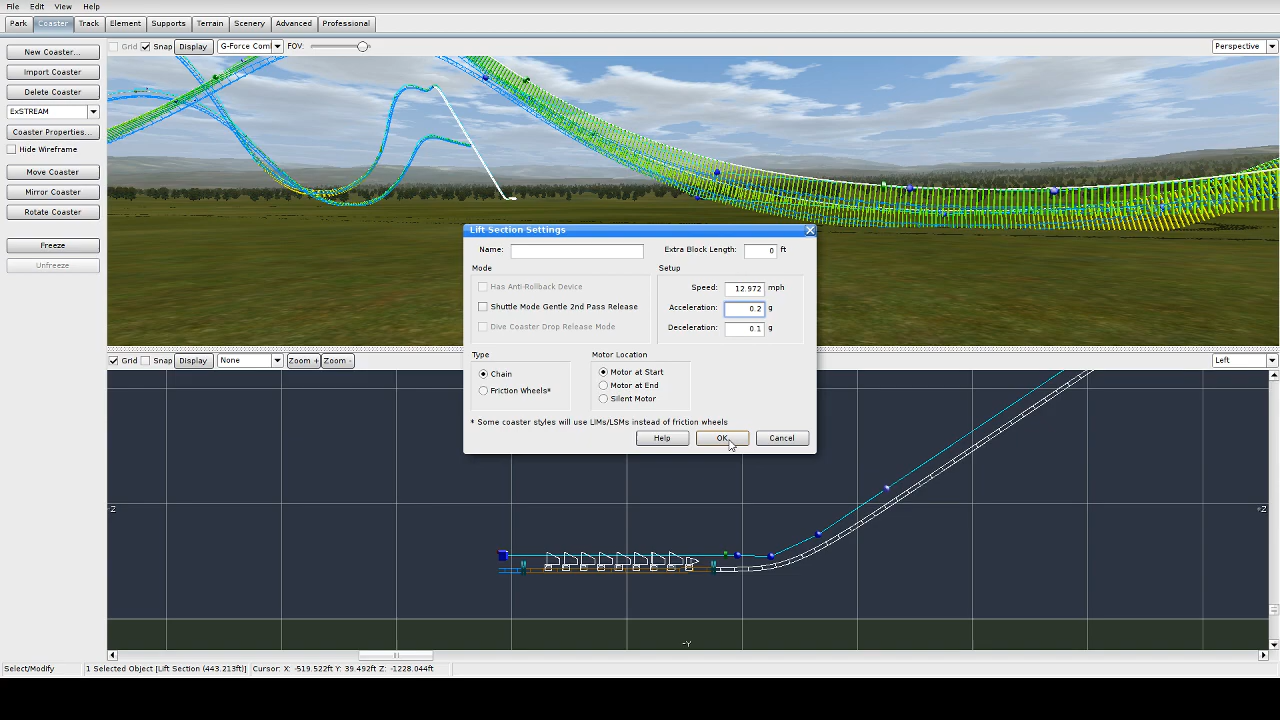 File Edit View Help
Park Coaster Track Element Supports Terrain Scenery Advanced Professional
New Coaster...
Import Coaster
Delete Coaster
ExSTREAM
Coaster Properties...
Hide Wireframe
Move Coaster
Mirror Coaster
Rotate Coaster
Freeze
Unfreeze
Grid Snap Display G-Force Com FOV: Perspective
Lift Section Settings
Name: Extra Block Length: 0 ft
Mode Setup
Has Anti-Rollback Device Speed: 12.972 mph
Shuttle Mode Gentle 2nd Pass Release Acceleration: 0.2 g
Dive Coaster Drop Release Mode Deceleration: 0.1 g
Type Motor Location
Chain Motor at Start
Friction Wheels* Motor at End
Silent Motor
* Some coaster styles will use LIMs/LSMs instead of friction wheels
Help OK Cancel
Grid Snap Display None Zoom + Zoom - Left
-Z +Z
-Y
Select/Modify 1 Selected Object [Lift Section (443.213ft) Cursor: X: -519.522ft Y: 39.492ft Z: -1228.044ft